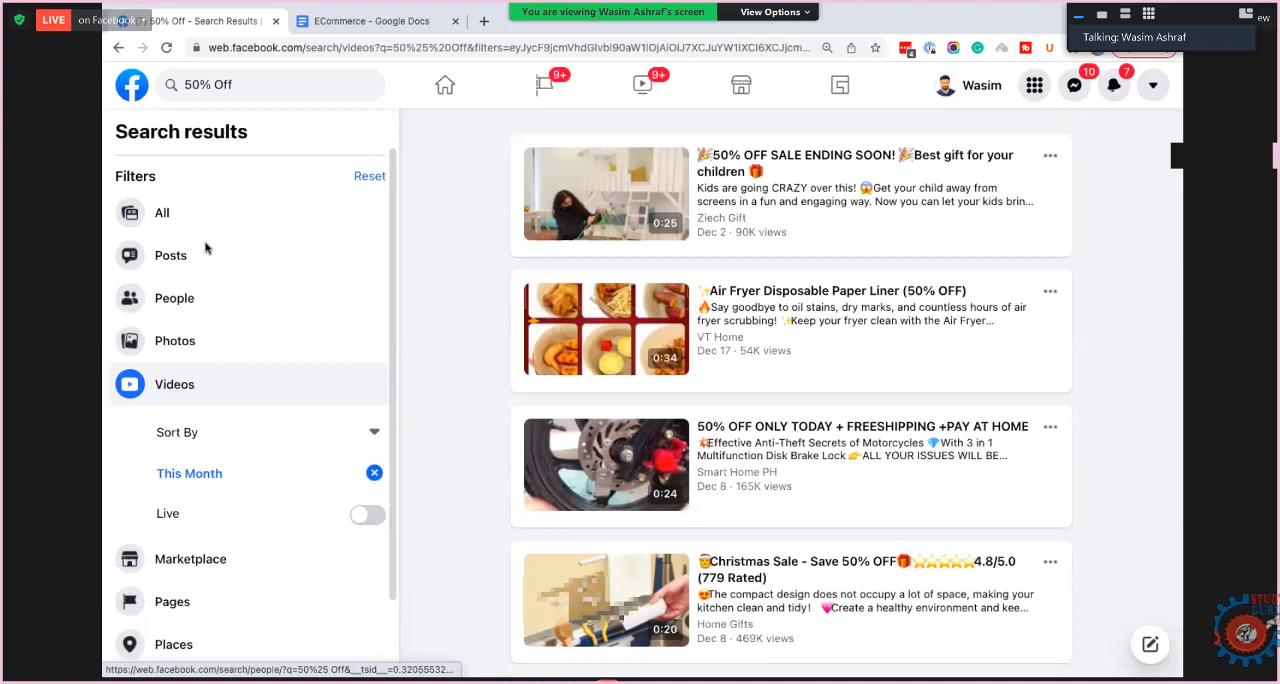 LIVE on Facebook
50% Off - Search Results |
ECommerce - Google Docs
You are viewing Wasim Ashraf's screen
View Options
ew
Talking: Wasim Ashraf
web.facebook.com/search/videos?q=50%25%20Off&filters=eyJycF9jcmVhdGlvbl90aW1lOjAiOiJ7XCJuYW1lXCI6XCJjcm...
50% Off
9+
9+
Wasim
10
7
Search results
Filters
Reset
All
Posts
People
Photos
Videos
Sort By
This Month
Live
Marketplace
Pages
Places
🎉50% OFF SALE ENDING SOON! 🎉Best gift for your
children 🎁
Kids are going CRAZY over this! 😱Get your child away from
screens in a fun and engaging way. Now you can let your kids brin...
Ziech Gift
Dec 2 · 90K views
0:25
✨Air Fryer Disposable Paper Liner (50% OFF)
🔥Say goodbye to oil stains, dry marks, and countless hours of air
fryer scrubbing! ✨Keep your fryer clean with the Air Fryer...
VT Home
Dec 17 · 54K views
0:34
50% OFF ONLY TODAY + FREESHIPPING +PAY AT HOME
💥Effective Anti-Theft Secrets of Motorcycles 💎With 3 in 1
Multifunction Disk Brake Lock 👉ALL YOUR ISSUES WILL BE...
Smart Home PH
Dec 8 · 165K views
0:24
🎅Christmas Sale - Save 50% OFF🎁⭐⭐⭐⭐⭐4.8/5.0
(779 Rated)
😍The compact design does not occupy a lot of space, making your
kitchen clean and tidy! 💗Create a healthy environment and kee...
Home Gifts
Dec 8 · 469K views
0:20
https://web.facebook.com/search/people/?q=50%25 Off&__tsid__=0.32055532...